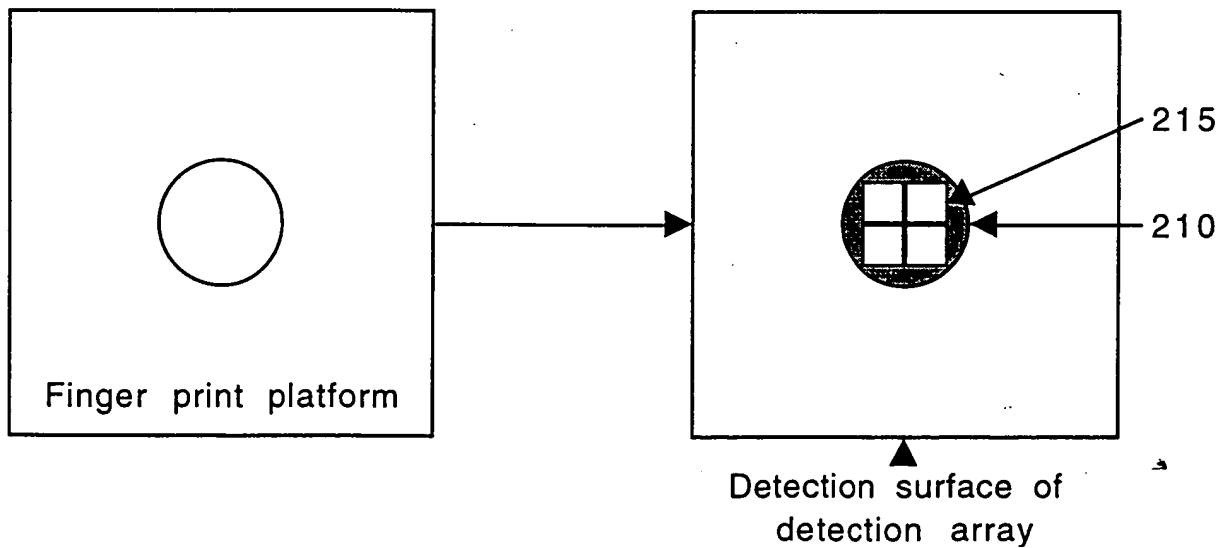 215
210
Finger print platform
Detection surface of
detection array